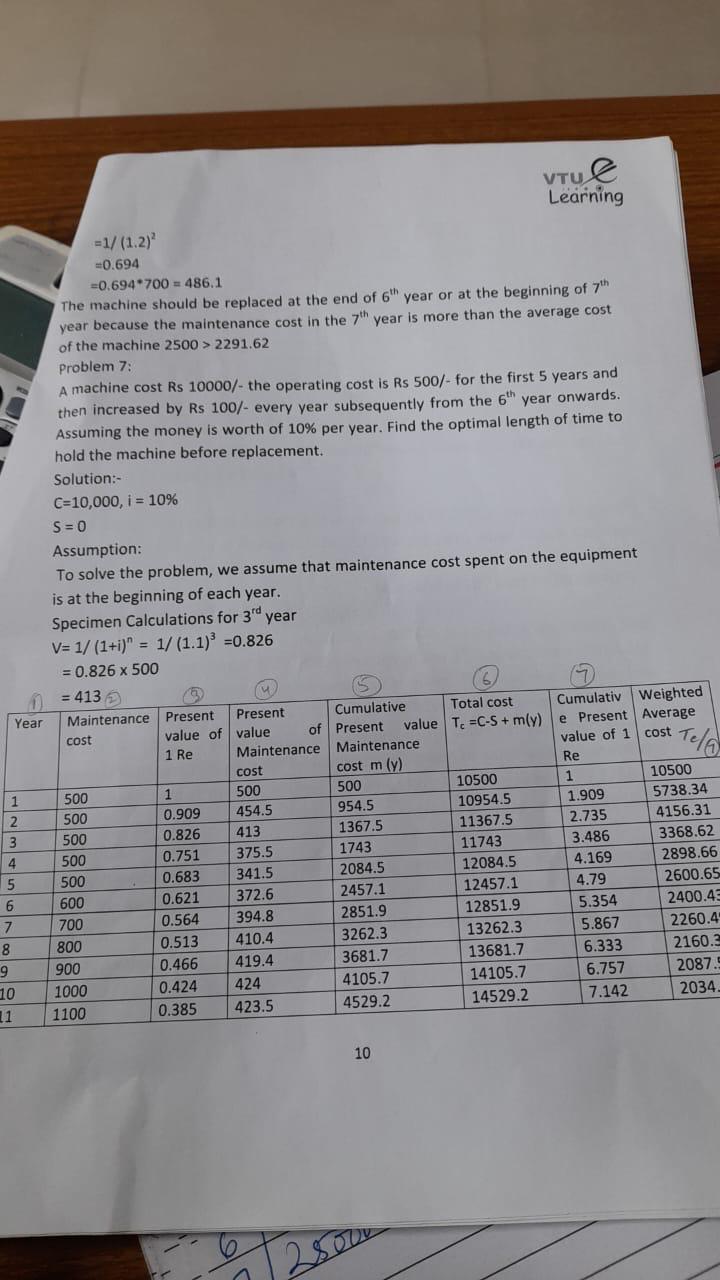 VTU e
Learning
=1/ (1.2)²
=0.694
=0.694*700 = 486.1
The machine should be replaced at the end of 6th year or at the beginning of 7th
year because the maintenance cost in the 7th year is more than the average cost
of the machine 2500 > 2291.62
Problem 7:
A machine cost Rs 10000/- the operating cost is Rs 500/- for the first 5 years and
then increased by Rs 100/- every year subsequently from the 6th year onwards.
Assuming the money is worth of 10% per year. Find the optimal length of time to
hold the machine before replacement.
Solution:-
C=10,000, i = 10%
S = 0
Assumption:
To solve the problem, we assume that maintenance cost spent on the equipment
is at the beginning of each year.
Specimen Calculations for 3rd year
V= 1/ (1+i)ⁿ = 1/ (1.1)³ =0.826
= 0.826 x 500
= 413
1 2 3 4 5 6 7
Year Maintenance cost Present value of 1 Re Present value of Maintenance cost Cumulative Present value Maintenance cost m (y) Total cost Tc =C-S + m(y) Cumulativ e Present value of 1 Re Weighted Average cost Tc/7
1 500 1 500 500 10500 1 10500
2 500 0.909 454.5 954.5 10954.5 1.909 5738.34
3 500 0.826 413 1367.5 11367.5 2.735 4156.31
4 500 0.751 375.5 1743 11743 3.486 3368.62
5 500 0.683 341.5 2084.5 12084.5 4.169 2898.66
6 600 0.621 372.6 2457.1 12457.1 4.79 2600.65
7 700 0.564 394.8 2851.9 12851.9 5.354 2400.43
8 800 0.513 410.4 3262.3 13262.3 5.867 2260.4
9 900 0.466 419.4 3681.7 13681.7 6.333 2160.3
10 1000 0.424 424 4105.7 14105.7 6.757 2087.
11 1100 0.385 423.5 4529.2 14529.2 7.142 2034.
10
6